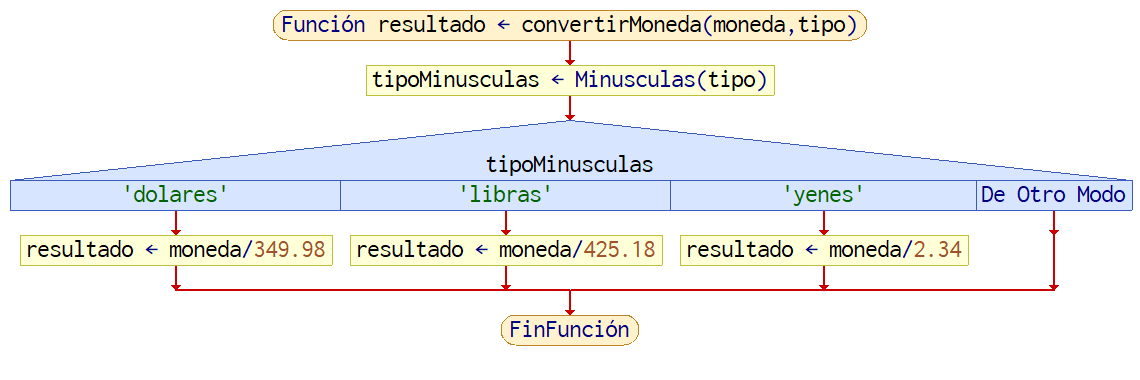 Función resultado ← convertirMoneda(moneda,tipo)
tipoMinusculas ← Minusculas(tipo)
tipoMinusculas
'dolares' 'libras' 'yenes' De Otro Modo
resultado ← moneda/349.98 resultado ← moneda/425.18 resultado ← moneda/2.34
FinFunción